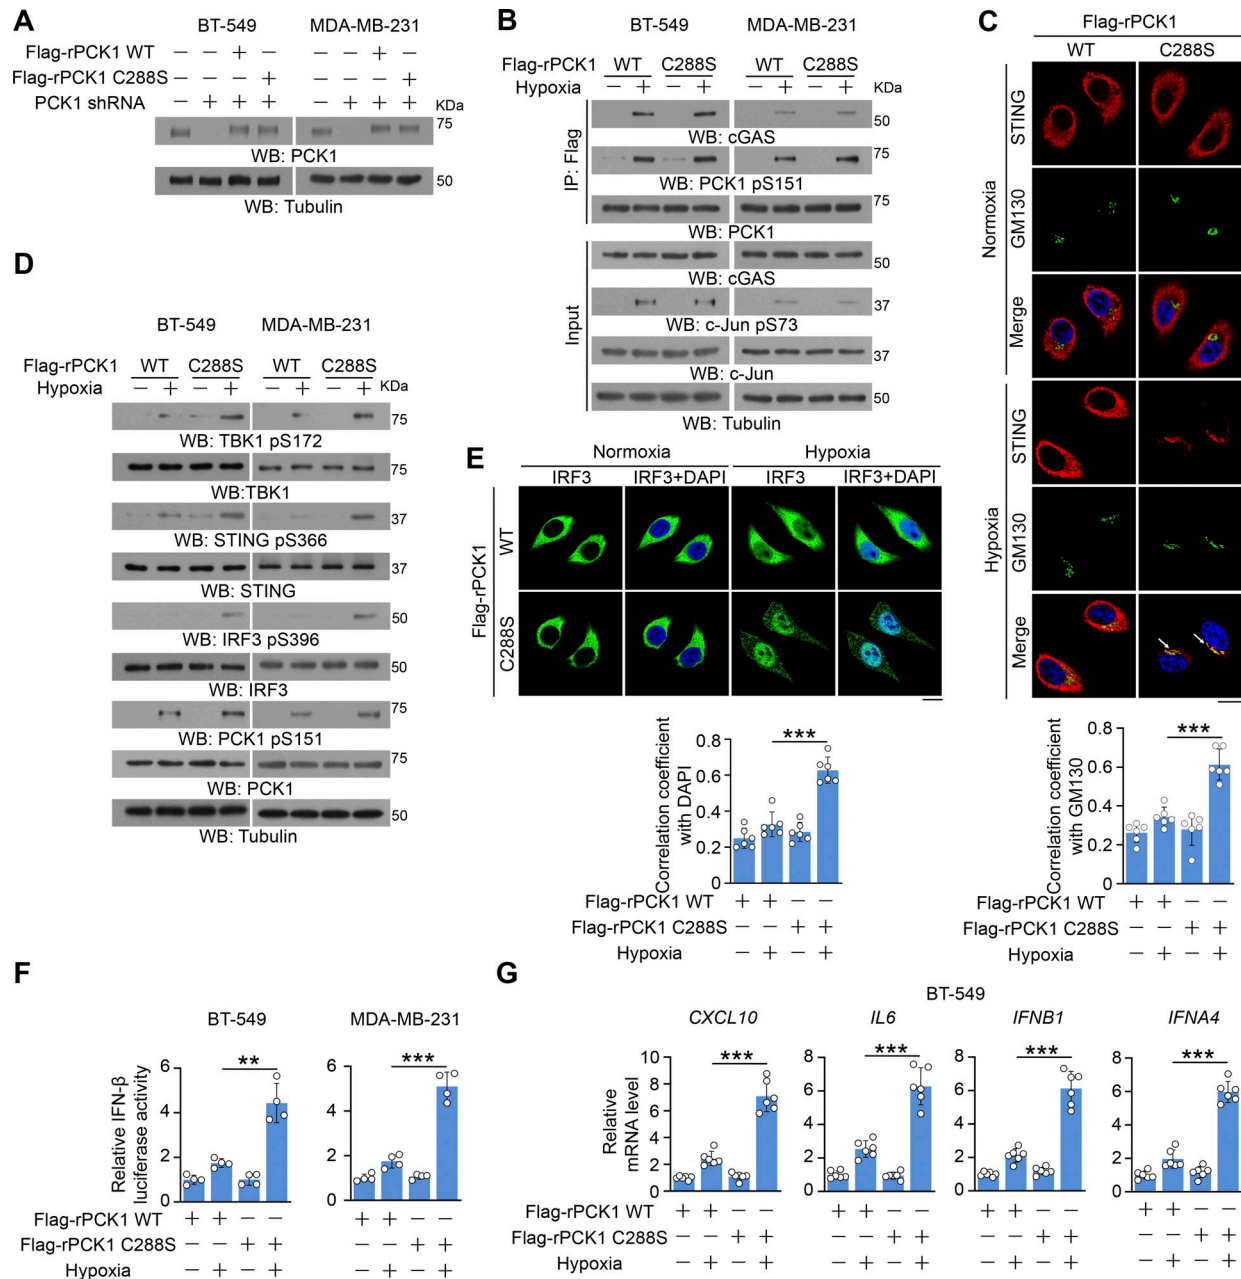 A
BT-549 MDA-MB-231
Flag-rPCK1 WT – – + – – – + –
Flag-rPCK1 C288S – – – + – – – +
PCK1 shRNA – + + + – + + + KDa
75
WB: PCK1
50
WB: Tubulin
B
BT-549 MDA-MB-231
Flag-rPCK1 WT C288S WT C288S
Hypoxia – + – + – + – + KDa
IP: Flag
50
WB: cGAS
75
WB: PCK1 pS151
75
WB: PCK1
Input
50
WB: cGAS
37
WB: c-Jun pS73
37
WB: c-Jun
50
WB: Tubulin
C
Flag-rPCK1
WT C288S
Normoxia
STING
GM130
Merge
Hypoxia
STING
GM130
Merge
***
Correlation coefficient
with GM130
0.9
0.6
0.3
0
Flag-rPCK1 WT + + – –
Flag-rPCK1 C288S – – + +
Hypoxia – + – +
D
BT-549 MDA-MB-231
Flag-rPCK1 WT C288S WT C288S
Hypoxia – + – + – + – + KDa
75
WB: TBK1 pS172
75
WB:TBK1
37
WB: STING pS366
37
WB: STING
50
WB: IRF3 pS396
50
WB: IRF3
75
WB: PCK1 pS151
75
WB: PCK1
50
WB: Tubulin
E
Normoxia Hypoxia
IRF3 IRF3+DAPI IRF3 IRF3+DAPI
Flag-rPCK1
WT
C288S
***
Correlation coefficient
with DAPI
0.8
0.6
0.4
0.2
0
Flag-rPCK1 WT + + – –
Flag-rPCK1 C288S – – + +
Hypoxia – + – +
F
BT-549 MDA-MB-231
Relative IFN-β
luciferase activity
** ***
6 6
4 4
2 2
0 0
Flag-rPCK1 WT + + – – + + – –
Flag-rPCK1 C288S – – + + – – + +
Hypoxia – + – + – + – +
G
BT-549
CXCL10 IL6 IFNB1 IFNA4
Relative
mRNA level
*** *** *** ***
10 8 8 8
8 6 6 6
6 4 4 4
4 2 2 2
2 0 0 0
0
Flag-rPCK1 WT + + – – + + – – + + – – + + – –
Flag-rPCK1 C288S – – + + – – + + – – + + – – + +
Hypoxia – + – + – + – + – + – + – + – +